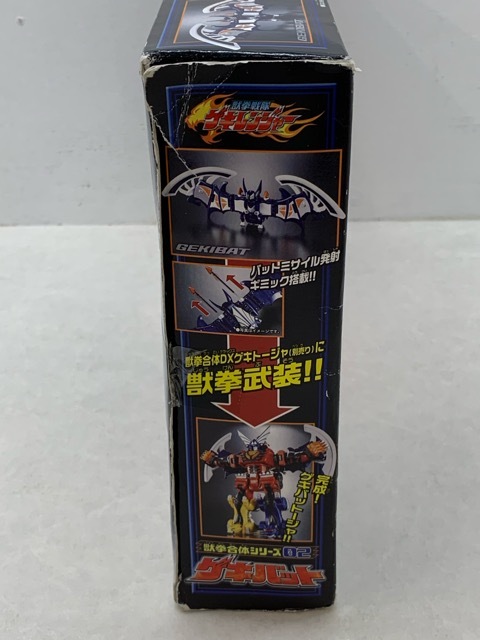 GEKIBAT
獣拳戦隊
ゲキレンジャー
GEKIBAT
バットミサイル発射
ギミック搭載!!
獣拳合体DXゲキトージャ(別売り)に
獣拳武装!!
完成!
ゲキバットージャ!!
獣拳合体シリーズ02
ゲキバット